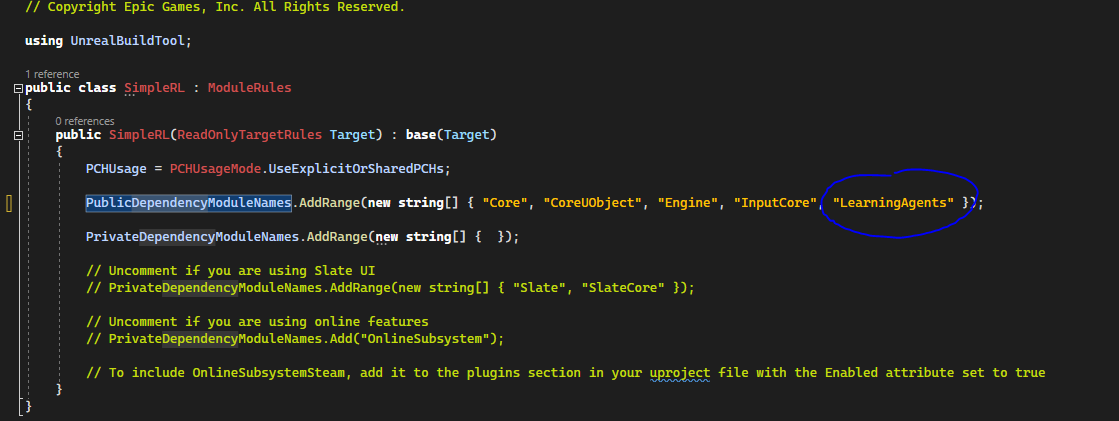 // Copyright Epic Games, Inc. All Rights Reserved.
using UnrealBuildTool;
1 reference
public class SimpleRL : ModuleRules
{
0 references
public SimpleRL(ReadOnlyTargetRules Target) : base(Target)
{
PCHUsage = PCHUsageMode.UseExplicitOrSharedPCHs;
PublicDependencyModuleNames.AddRange(new string[] { "Core", "CoreUObject", "Engine", "InputCore", "LearningAgents" });
PrivateDependencyModuleNames.AddRange(new string[] {  });
// Uncomment if you are using Slate UI
// PrivateDependencyModuleNames.AddRange(new string[] { "Slate", "SlateCore" });
// Uncomment if you are using online features
// PrivateDependencyModuleNames.Add("OnlineSubsystem");
// To include OnlineSubsystemSteam, add it to the plugins section in your uproject file with the Enabled attribute set to true
}
}